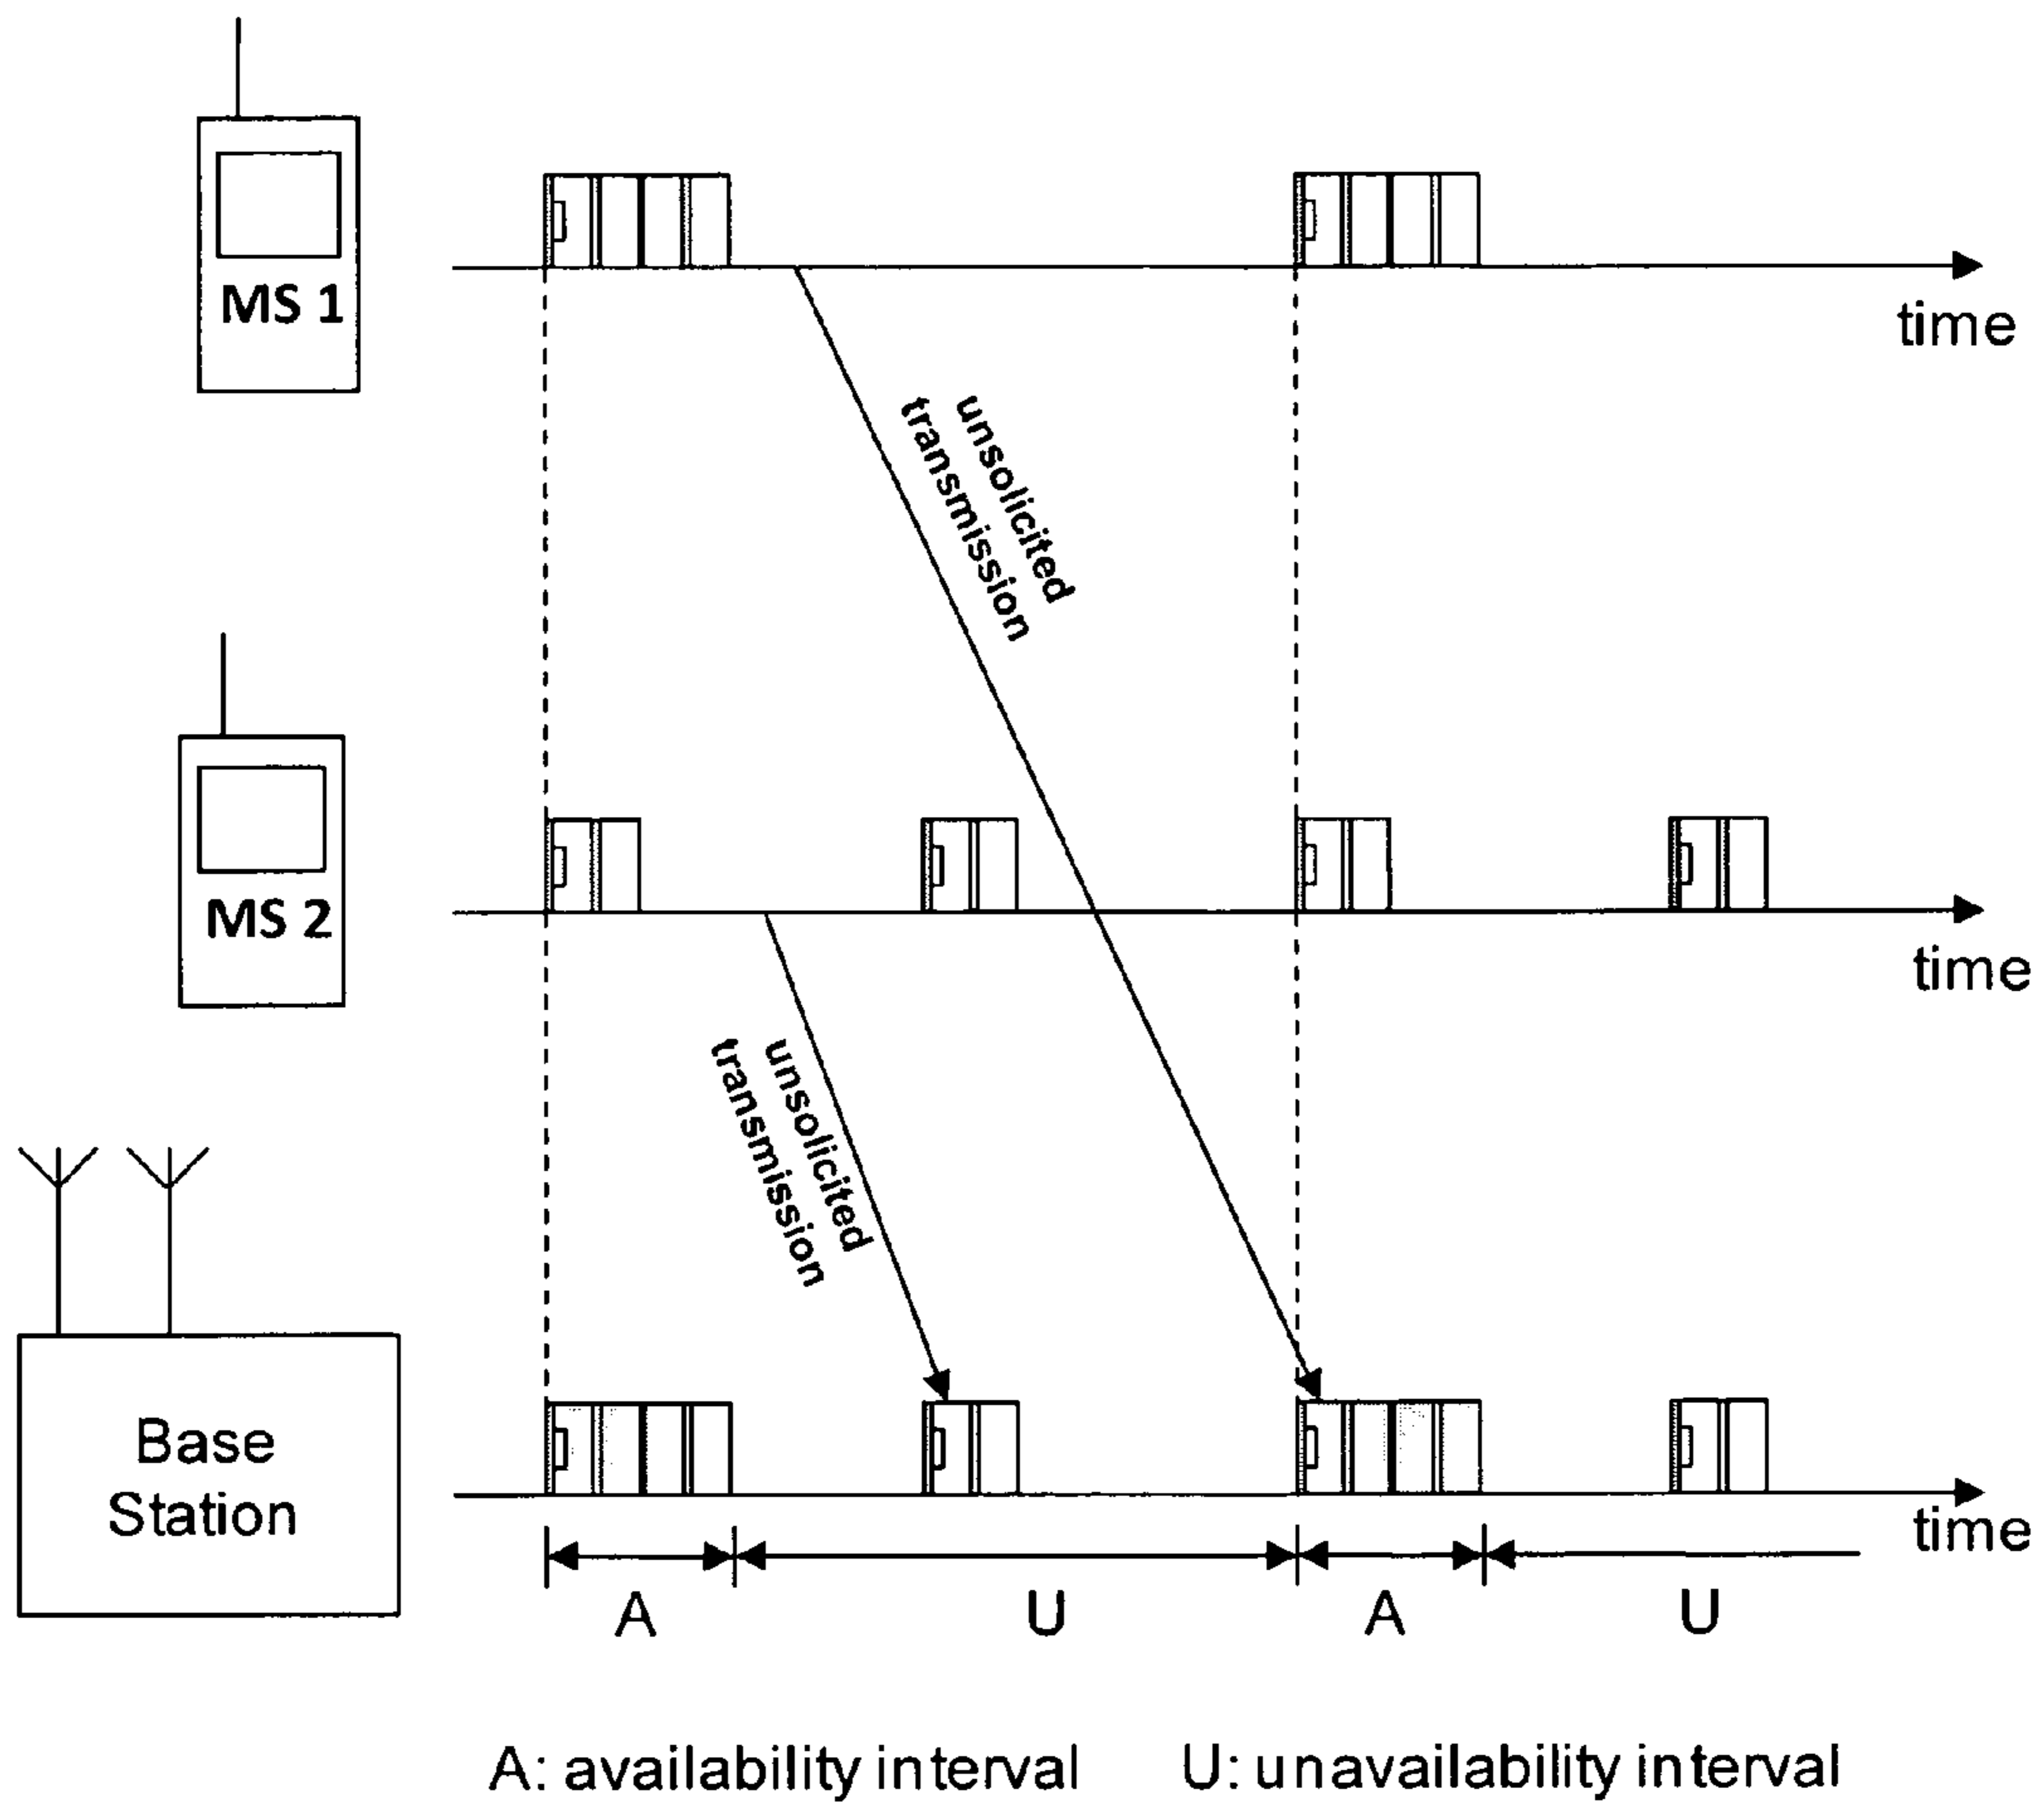 MS 1
time
unsolicited
transmission
MS 2
time
unsolicited
transmission
Base
Station
time
A
U
A
U
A: availability interval
U: unavailability interval